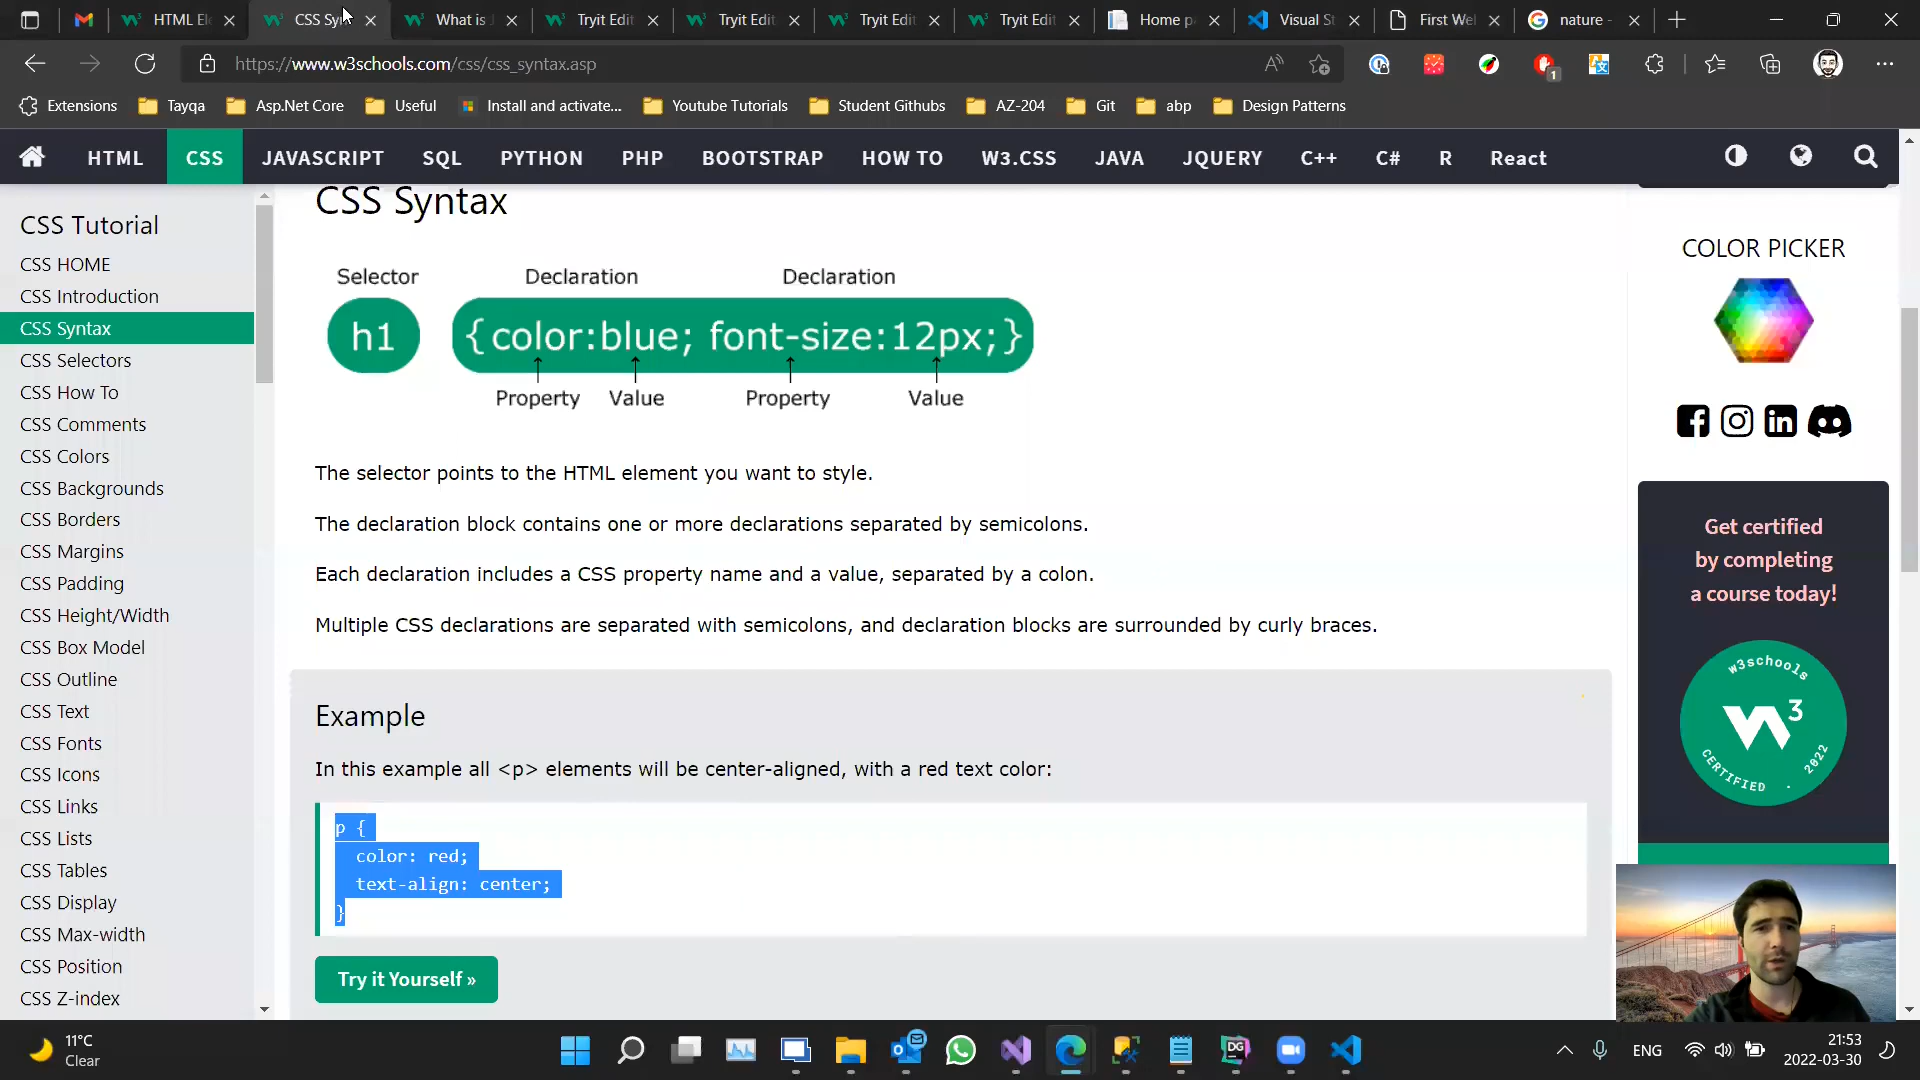 HTML El
CSS Syn
What is J
Tryit Edit
Tryit Edit
Tryit Edit
Tryit Edit
Home p
Visual St
First Wel
nature -
https://www.w3schools.com/css/css_syntax.asp
1
Extensions
Tayqa
Asp.Net Core
Useful
Install and activate...
Youtube Tutorials
Student Githubs
AZ-204
Git
abp
Design Patterns
HTML
CSS
JAVASCRIPT
SQL
PYTHON
PHP
BOOTSTRAP
HOW TO
W3.CSS
JAVA
JQUERY
C++
C#
R
React
CSS Tutorial
CSS HOME
CSS Introduction
CSS Syntax
CSS Selectors
CSS How To
CSS Comments
CSS Colors
CSS Backgrounds
CSS Borders
CSS Margins
CSS Padding
CSS Height/Width
CSS Box Model
CSS Outline
CSS Text
CSS Fonts
CSS Icons
CSS Links
CSS Lists
CSS Tables
CSS Display
CSS Max-width
CSS Position
CSS Z-index
CSS Syntax
Selector
Declaration
Declaration
h1
{color:blue; font-size:12px;}
Property
Value
Property
Value
The selector points to the HTML element you want to style.
The declaration block contains one or more declarations separated by semicolons.
Each declaration includes a CSS property name and a value, separated by a colon.
Multiple CSS declarations are separated with semicolons, and declaration blocks are surrounded by curly braces.
Example
In this example all <p> elements will be center-aligned, with a red text color:
p {
color: red;
text-align: center;
}
Try it Yourself »
COLOR PICKER
Get certified
by completing
a course today!
w3schools
3
CERTIFIED . 2022
11°C
Clear
DG
ENG
21:53
2022-03-30